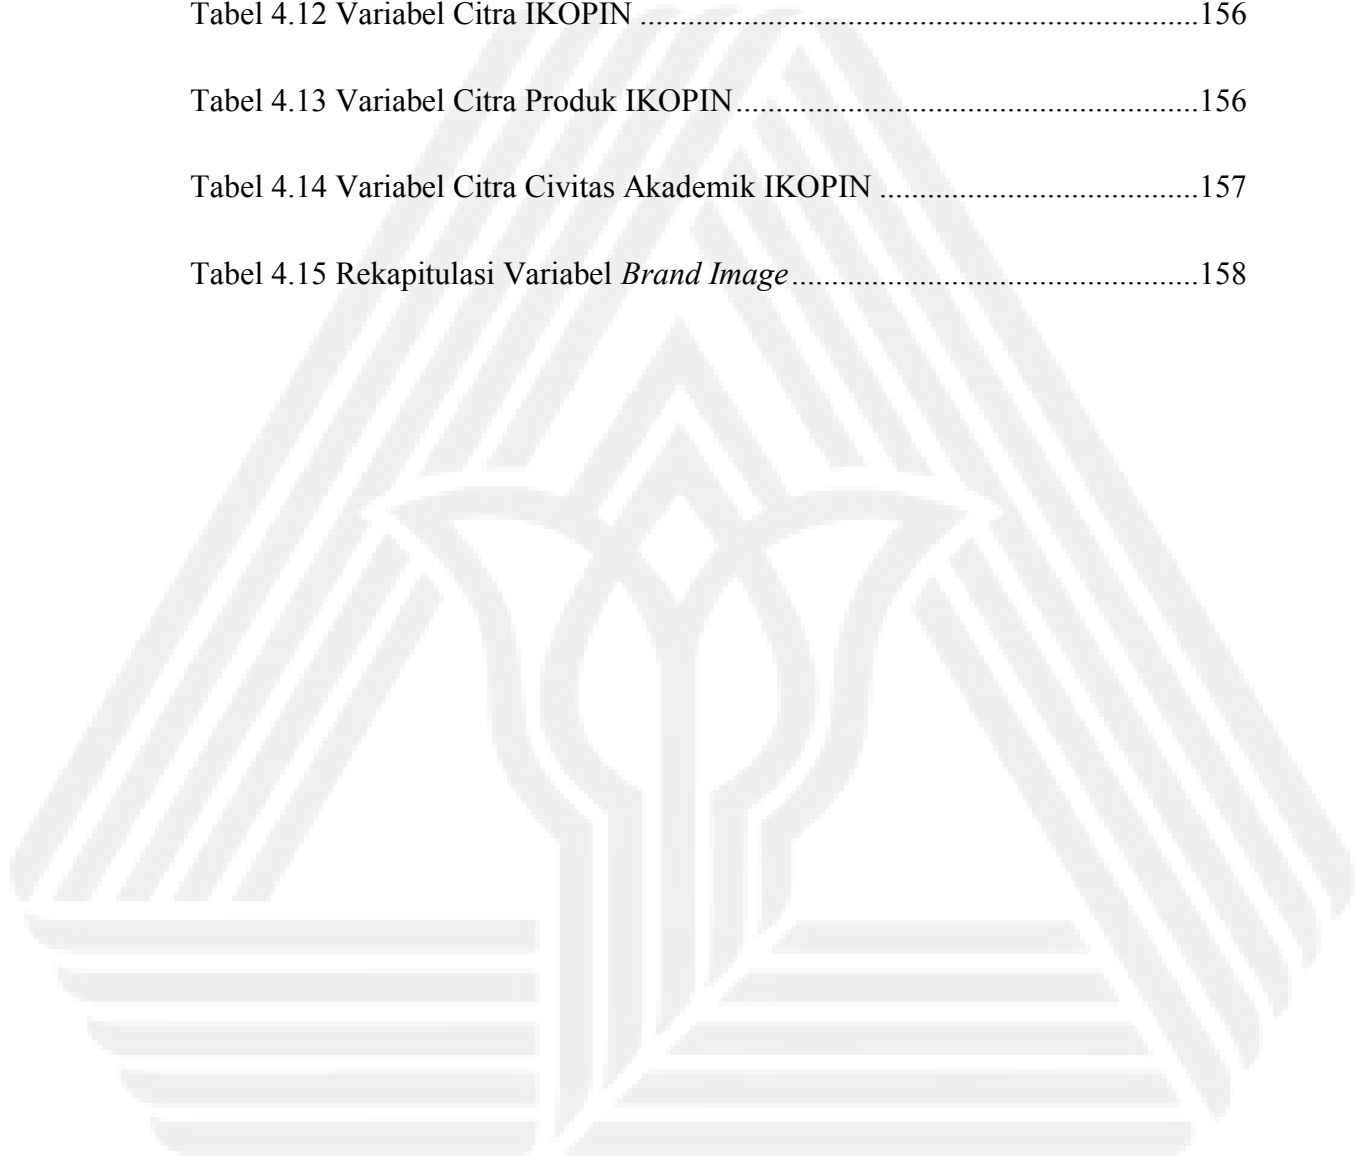 Tabel 4.12 Variabel Citra IKOPIN ......................................................................156
Tabel 4.13 Variabel Citra Produk IKOPIN..........................................................156
Tabel 4.14 Variabel Citra Civitas Akademik IKOPIN ........................................157
Tabel 4.15 Rekapitulasi Variabel Brand Image...................................................158